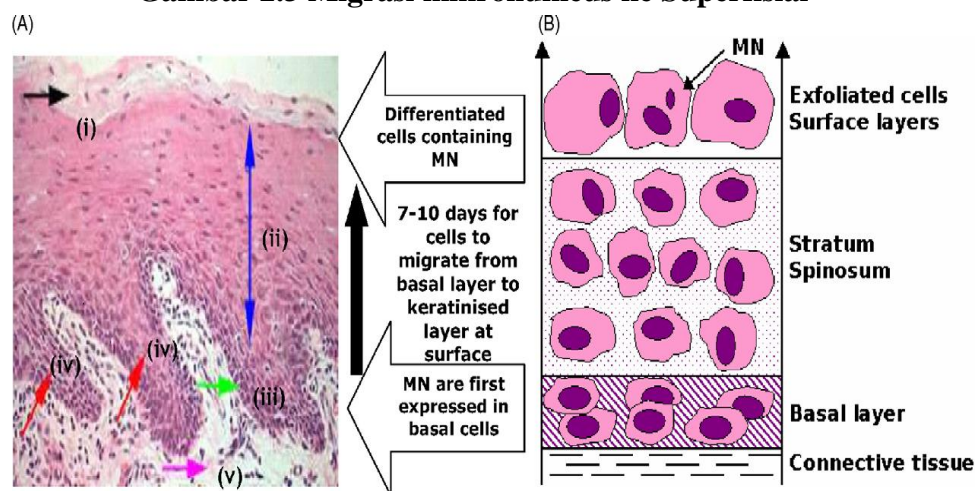 Gambar Migrasi mikronukleus ke Superfisial
(A)
(i)
(ii)
(iv)
(iv)
(iii)
(v)
Differentiated
cells containing
MN
7-10 days for
cells to
migrate from
basal layer to
keratinised
layer at
surface
MN are first
expressed in
basal cells
(B)
MN
Exfoliated cells
Surface layers
Stratum
Spinosum
Basal layer
Connective tissue